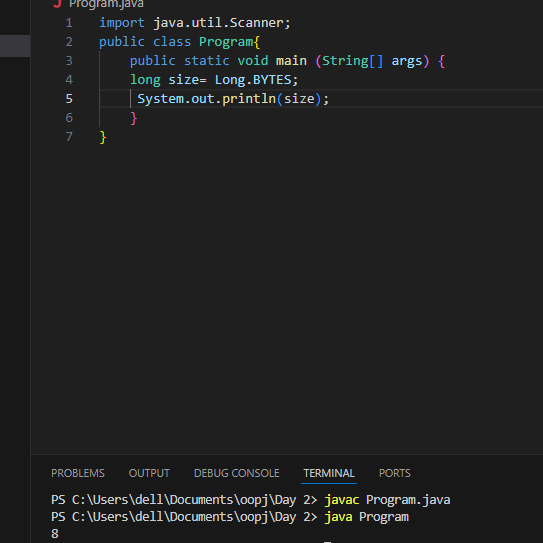 J Program.java
1 import java.util.Scanner;
2 public class Program{
3 public static void main (String[] args) {
4 long size= Long.BYTES;
5 System.out.println(size);
6 }
7 }
PROBLEMS OUTPUT DEBUG CONSOLE TERMINAL PORTS
PS C:\Users\dell\Documents\oopj\Day 2> javac Program.java
PS C:\Users\dell\Documents\oopj\Day 2> java Program
8